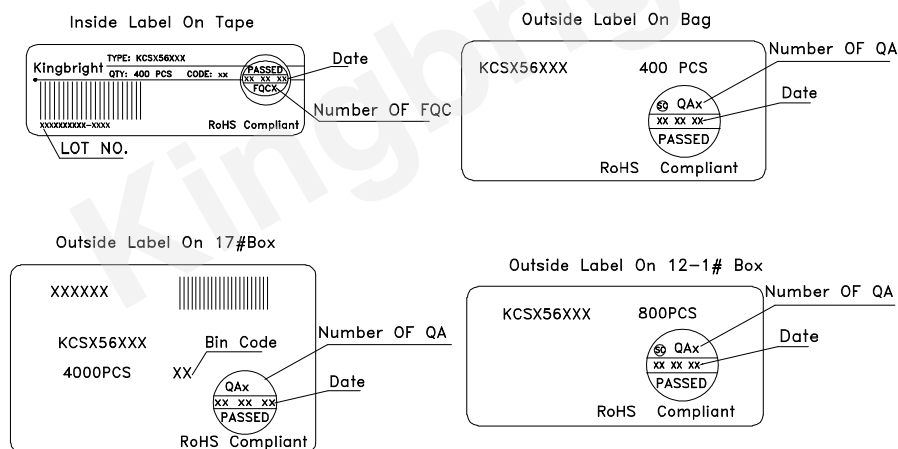 Inside Label On Tape
Kingbright
TYPE: KCSX56XXX
QTY: 400 PCS CODE: xx
PASSED
XX XX XX
FQCX
XXXXXXXXXX-XXXX
RoHS Compliant
Date
Number OF FQC
LOT NO.
Outside Label On Bag
KCSX56XXX 400 PCS
SC QAx
XX XX XX
PASSED
RoHS Compliant
Number OF QA
Date
Outside Label On 17#Box
XXXXXX
KCSX56XXX
4000PCS XX
Bin Code
QAx
XX XX XX
PASSED
RoHS Compliant
Number OF QA
Date
Outside Label On 12-1# Box
KCSX56XXX 800PCS
SC QAx
XX XX XX
PASSED
RoHS Compliant
Number OF QA
Date
Kingbright